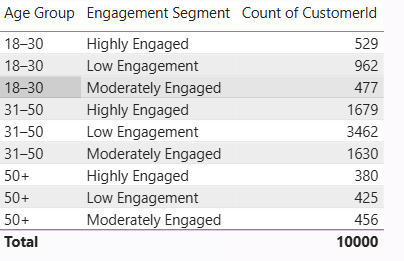 Age Group Engagement Segment Count of CustomerId
18–30 Highly Engaged 529
18–30 Low Engagement 962
18–30 Moderately Engaged 477
31–50 Highly Engaged 1679
31–50 Low Engagement 3462
31–50 Moderately Engaged 1630
50+ Highly Engaged 380
50+ Low Engagement 425
50+ Moderately Engaged 456
Total 10000